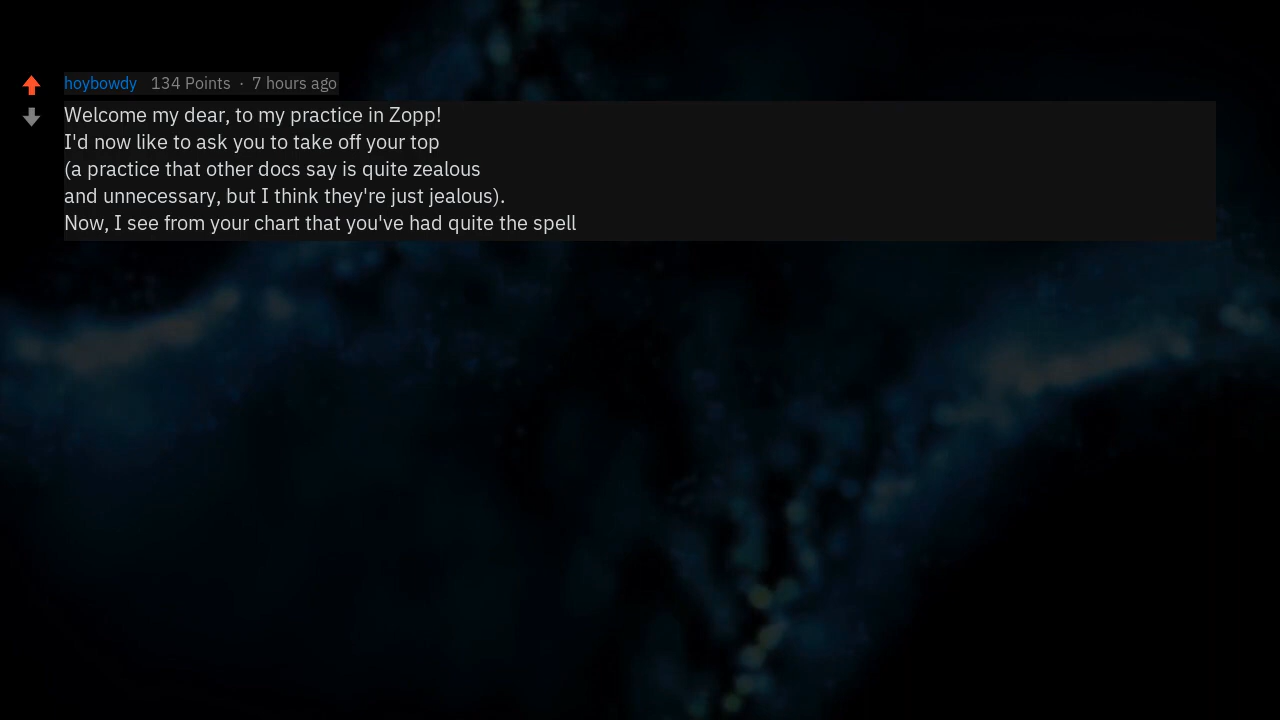 hoybowdy 134 Points · 7 hours ago
Welcome my dear, to my practice in Zopp!
I'd now like to ask you to take off your top
(a practice that other docs say is quite zealous
and unnecessary, but I think they're just jealous).
Now, I see from your chart that you've had quite the spell